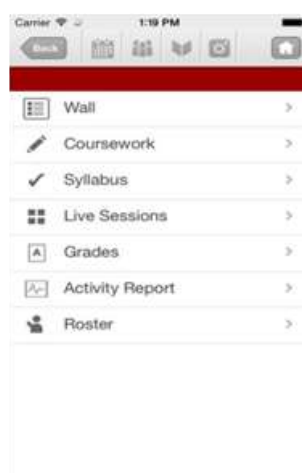 Carrier 1:19 PM
Back
Wall
Coursework
Syllabus
Live Sessions
A Grades
Activity Report
Roster